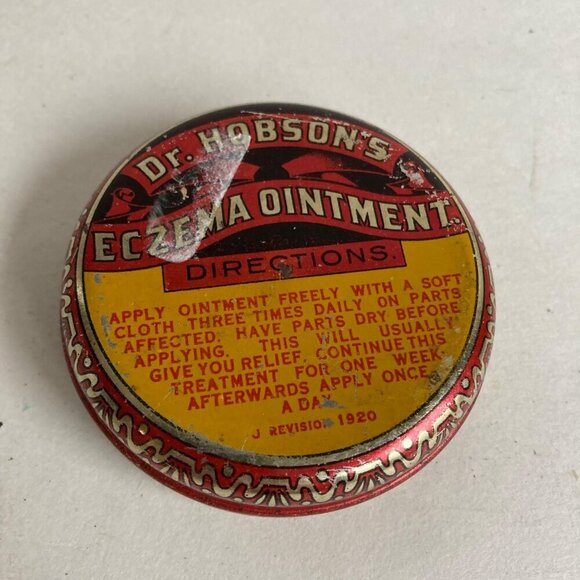 Dr. HOBSON'S
ECZEMA OINTMENT.
DIRECTIONS.
APPLY OINTMENT FREELY WITH A SOFT
CLOTH THREE TIMES DAILY ON PARTS
AFFECTED. HAVE PARTS DRY BEFORE
APPLYING. THIS WILL USUALLY
GIVE YOU RELIEF. CONTINUE THIS
TREATMENT FOR ONE WEEK
AFTERWARDS APPLY ONCE
A DAY
J REVISION 1920